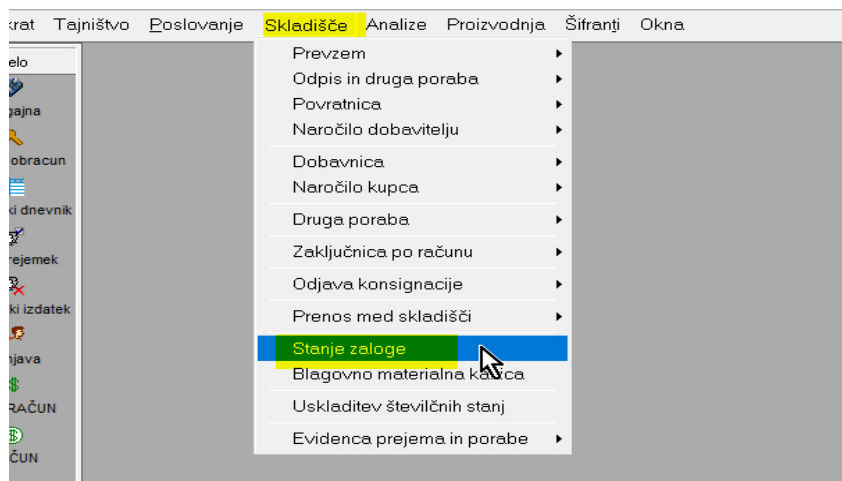 krat Tajništvo Poslovanje Skladišče Analize Proizvodnja Šifranti Okna
elo
gajna
obracun
ki dnevnik
rejemek
ki izdatek
njava
RAČUN
ČUN
Prevzem
Odpis in druga poraba
Povratnica
Naročilo dobavitelju
Dobavnica
Naročilo kupca
Druga poraba
Zaključnica po računu
Odjava konsignacije
Prenos med skladišči
Stanje zaloge
Blagovno materialna kartica
Uskladitev številčnih stanj
Evidenca prejema in porabe